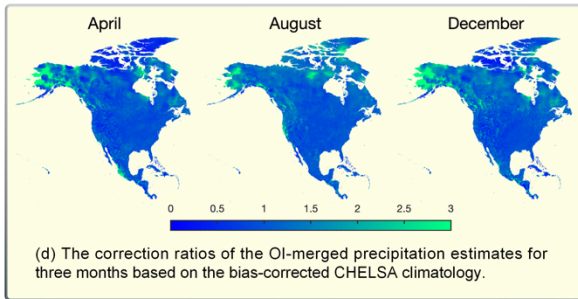 April August December
0 0.5 1 1.5 2 2.5 3
(d) The correction ratios of the OI-merged precipitation estimates for
three months based on the bias-corrected CHELSA climatology.